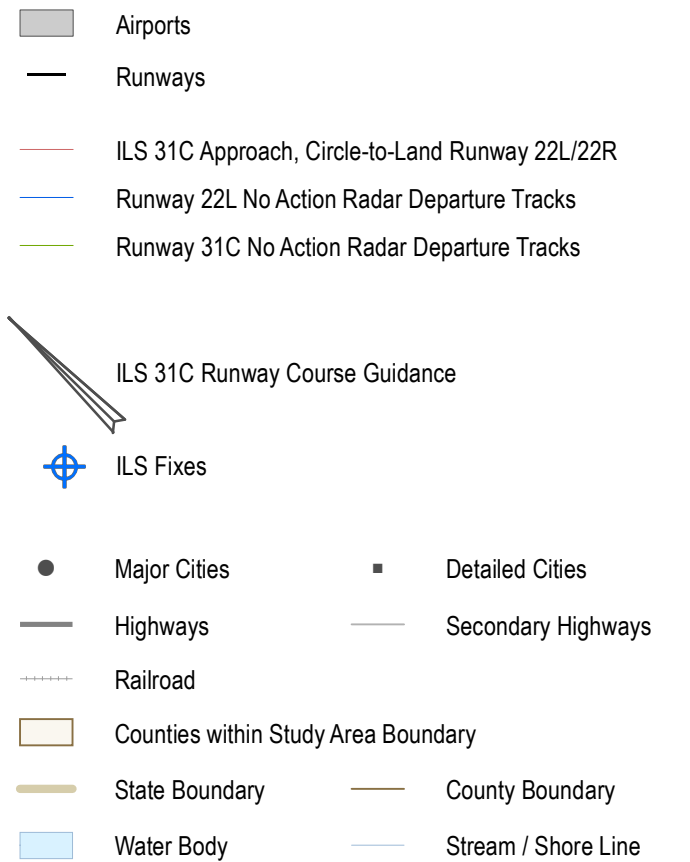 Airports
Runways
ILS 31C Approach, Circle-to-Land Runway 22L/22R
Runway 22L No Action Radar Departure Tracks
Runway 31C No Action Radar Departure Tracks
ILS 31C Runway Course Guidance
ILS Fixes
Major Cities Detailed Cities
Highways Secondary Highways
Railroad
Counties within Study Area Boundary
State Boundary County Boundary
Water Body Stream / Shore Line